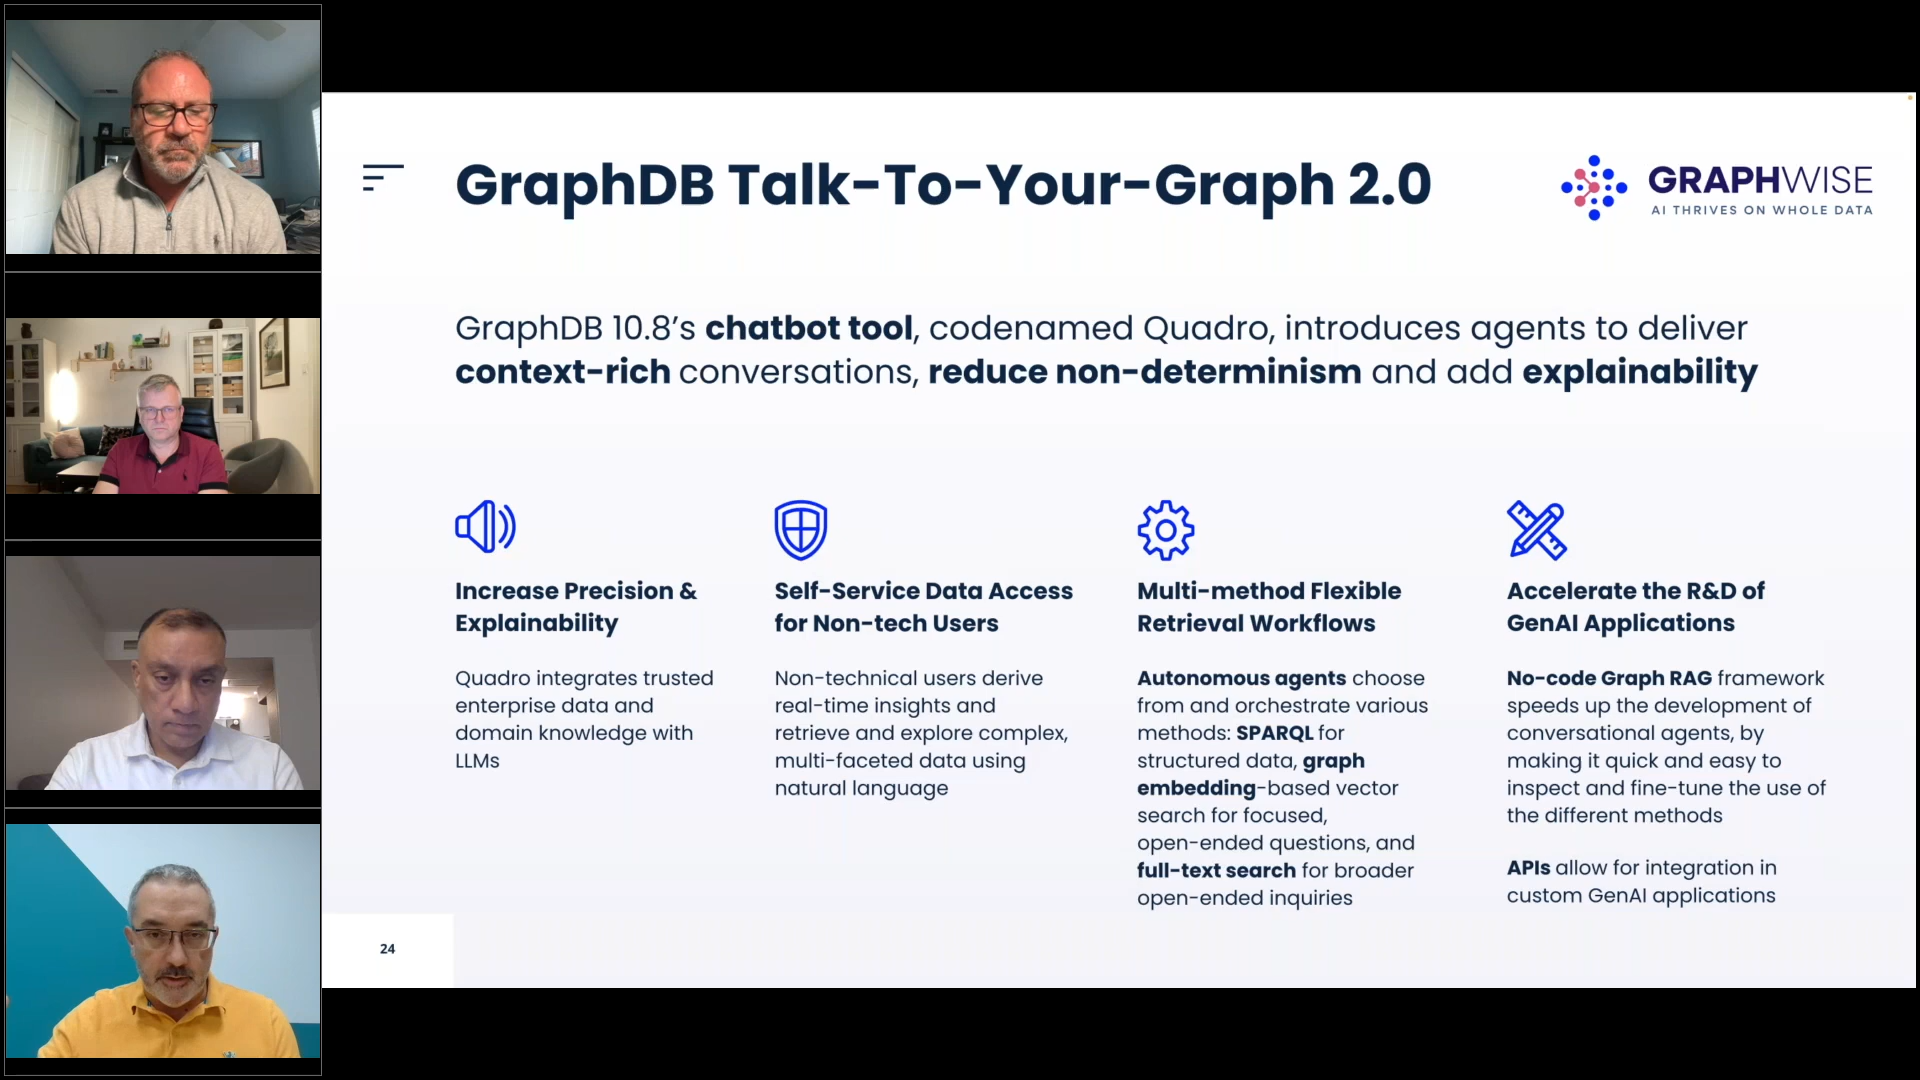 GraphDB Talk-To-Your-Graph 2.0
GRAPHWISE
AI THRIVES ON WHOLE DATA
GraphDB 10.8’s chatbot tool, codenamed Quadro, introduces agents to deliver
context-rich conversations, reduce non-determinism and add explainability
Increase Precision &
Explainability
Quadro integrates trusted
enterprise data and
domain knowledge with
LLMs
Self-Service Data Access
for Non-tech Users
Non-technical users derive
real-time insights and
retrieve and explore complex,
multi-faceted data using
natural language
Multi-method Flexible
Retrieval Workflows
Autonomous agents choose
from and orchestrate various
methods: SPARQL for
structured data, graph
embedding-based vector
search for focused,
open-ended questions, and
full-text search for broader
open-ended inquiries
Accelerate the R&D of
GenAI Applications
No-code Graph RAG framework
speeds up the development of
conversational agents, by
making it quick and easy to
inspect and fine-tune the use of
the different methods
APIs allow for integration in
custom GenAI applications
24